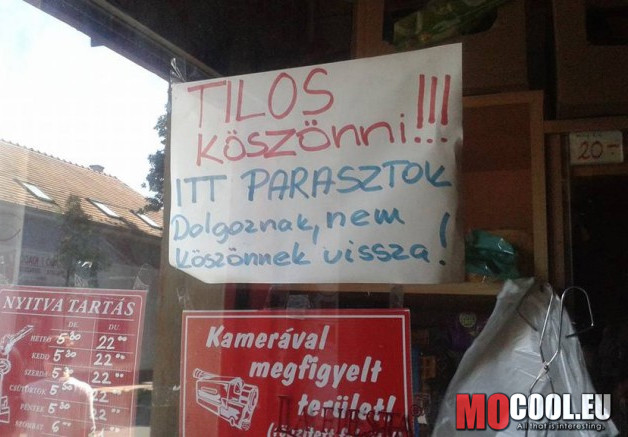 TILOS
KÖSZÖNNI!!!
ITT PARASZTOK
Dolgoznak, nem
köszönnek vissza!
20.-
NYITVA TARTÁS
DE. DU.
HÉTFŐ 5³⁰ 22⁰⁰
KEDD 5³⁰ 22⁰⁰
SZERDA 5³⁰ 22⁰⁰
CSÜTÖRTÖK 5³⁰ 22⁰⁰
PÉNTEK 5³⁰ 22⁰⁰
SZOMBAT 6⁰⁰
Kamerával
megfigyelt
terület!
MOCOOL.EU
All that is interesting.